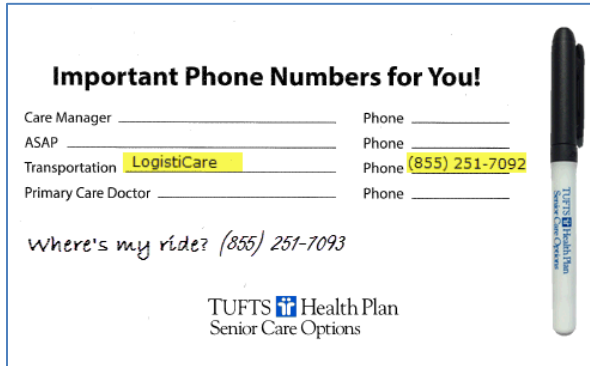 Important Phone Numbers for You!
Care Manager Phone
ASAP Phone
Transportation LogistiCare Phone (855) 251-7092
Primary Care Doctor Phone
Where's my ride? (855) 251-7093
TUFTS Health Plan
Senior Care Options
TUFTS Health Plan
Senior Care Options